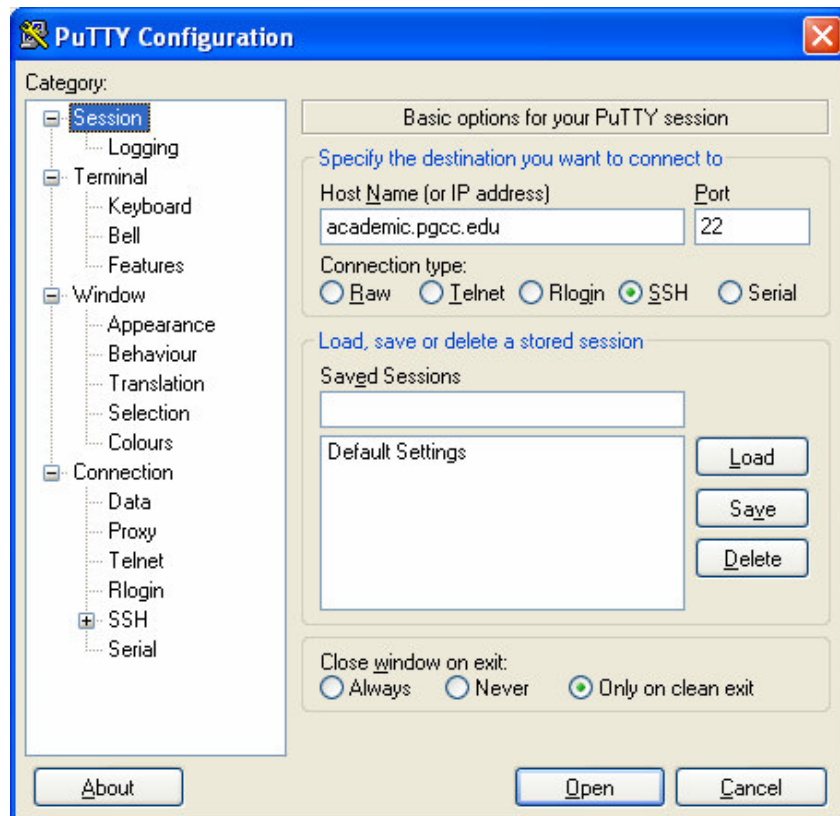 PuTTY Configuration
Category:
Session
Logging
Terminal
Keyboard
Bell
Features
Window
Appearance
Behaviour
Translation
Selection
Colours
Connection
Data
Proxy
Telnet
Rlogin
SSH
Serial
Basic options for your PuTTY session
Specify the destination you want to connect to
Host Name (or IP address) Port
academic.pgcc.edu 22
Connection type:
Raw Telnet Rlogin SSH Serial
Load, save or delete a stored session
Saved Sessions
Default Settings
Load
Save
Delete
Close window on exit:
Always Never Only on clean exit
About Open Cancel